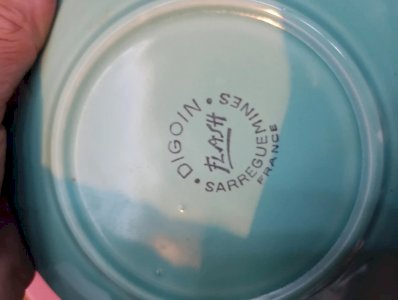 DIGOIN • SARREGUEMINES •
FLASH
FRANCE